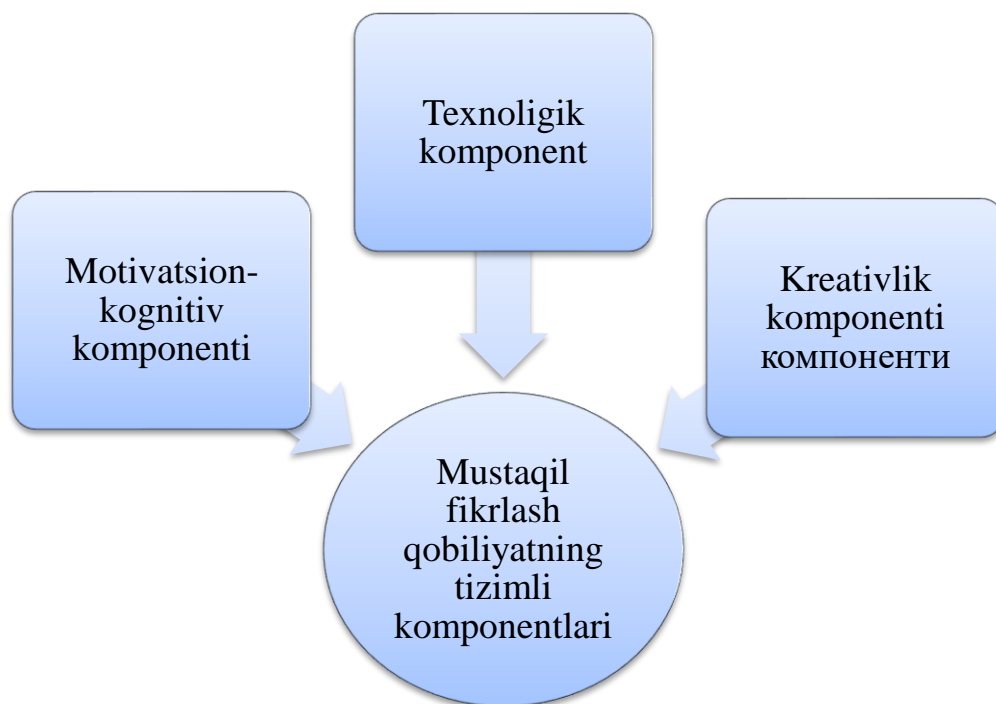 Texnoligik
komponent
Motivatsion-
kognitiv
komponenti
Kreativlik
komponenti
компоненти
Mustaqil
fikrlash
qobiliyatning
tizimli
komponentlari